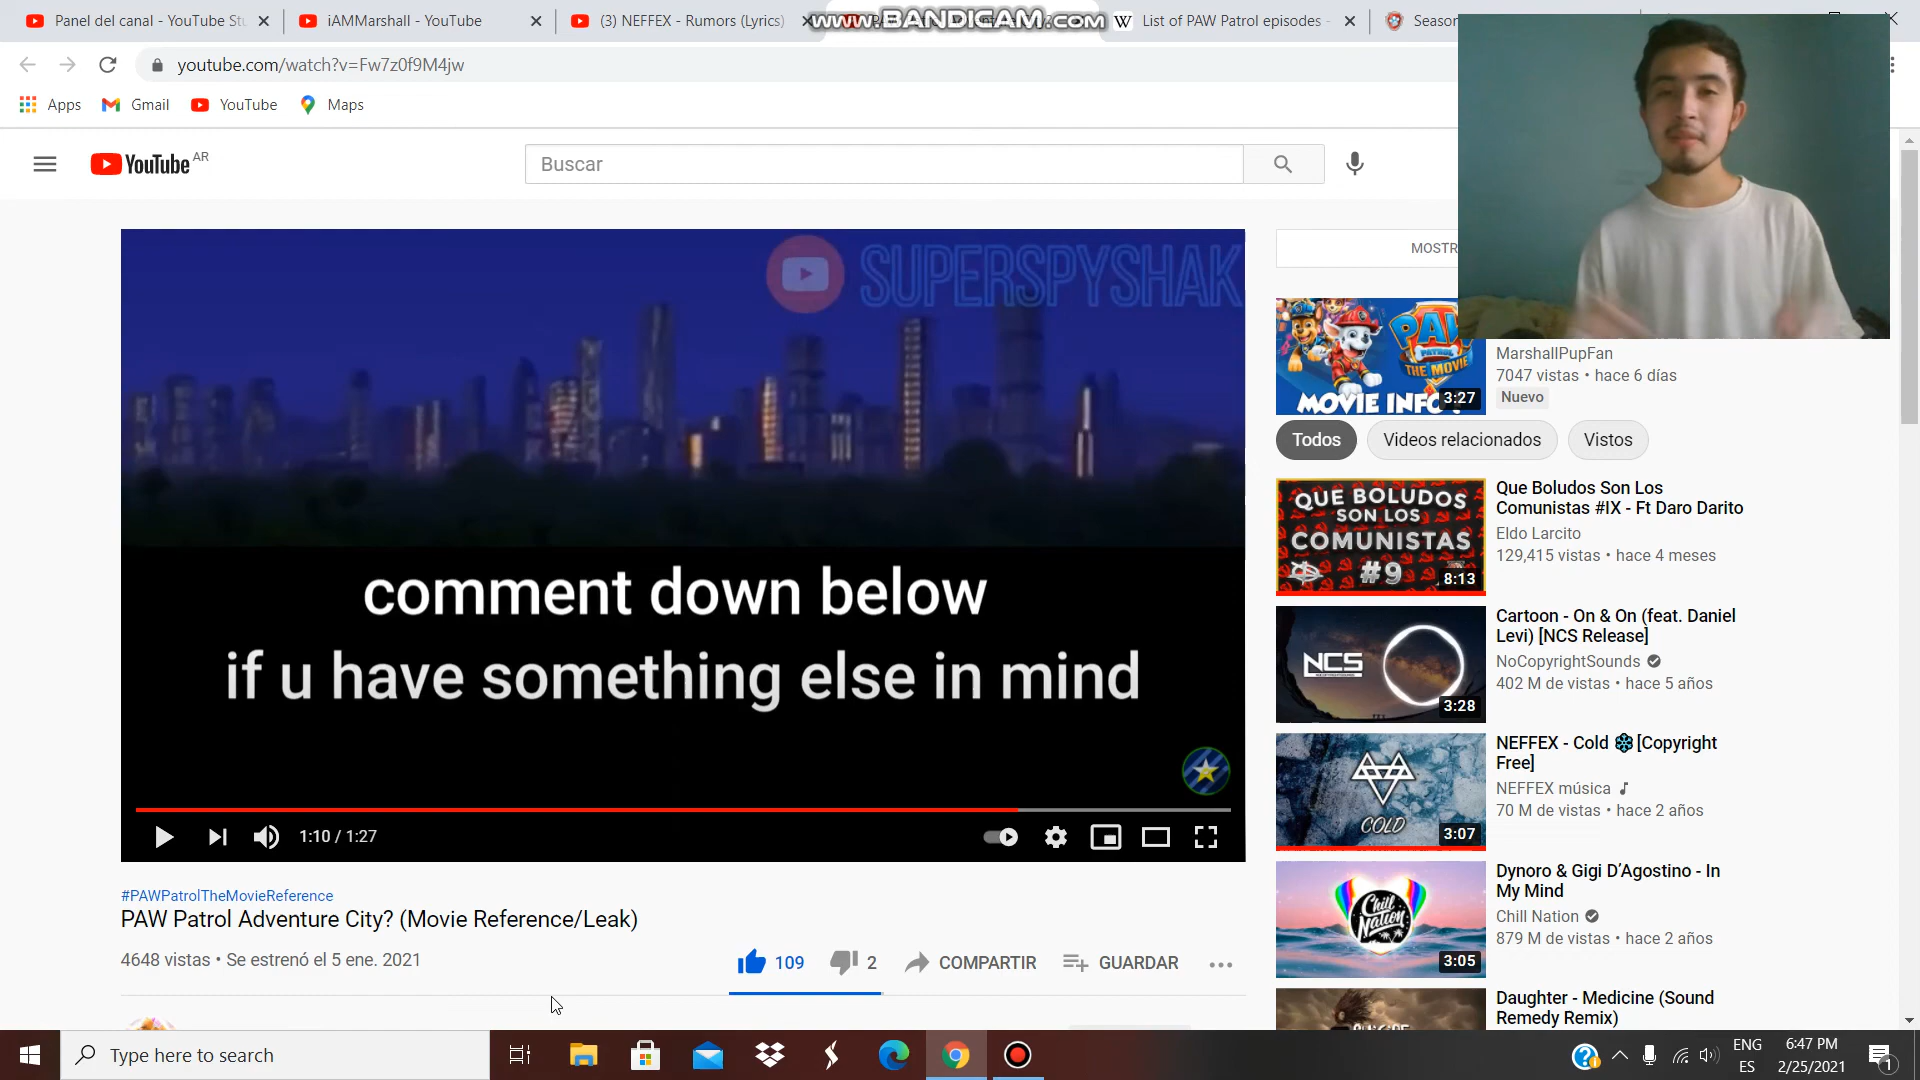 Panel del canal - YouTube Stu
iAMMarshall - YouTube
(3) NEFFEX - Rumors (Lyrics)
www.BANDICAM.com
List of PAW Patrol episodes -
Season
youtube.com/watch?v=Fw7z0f9M4jw
Apps
Gmail
YouTube
Maps
YouTube AR
Buscar
SUPERSPYSHAK
comment down below
if u have something else in mind
1:10 / 1:27
#PAWPatrolTheMovieReference
PAW Patrol Adventure City? (Movie Reference/Leak)
4648 vistas • Se estrenó el 5 ene. 2021
109
2
COMPARTIR
GUARDAR
MOSTR
PAW
PATROL
THE MOVIE
MOVIE INFO
3:27
MarshallPupFan
7047 vistas • hace 6 días
Nuevo
Todos
Videos relacionados
Vistos
QUE BOLUDOS
SON LOS
COMUNISTAS
#9
8:13
Que Boludos Son Los
Comunistas #IX - Ft Daro Darito
Eldo Larcito
129,415 vistas • hace 4 meses
NCS
3:28
Cartoon - On & On (feat. Daniel
Levi) [NCS Release]
NoCopyrightSounds
402 M de vistas • hace 5 años
COLD
3:07
NEFFEX - Cold ❄[Copyright
Free]
NEFFEX música
70 M de vistas • hace 2 años
Chill
Nation
3:05
Dynoro & Gigi D’Agostino - In
My Mind
Chill Nation
879 M de vistas • hace 2 años
Daughter - Medicine (Sound
Remedy Remix)
Type here to search
ENG
ES
6:47 PM
2/25/2021
1